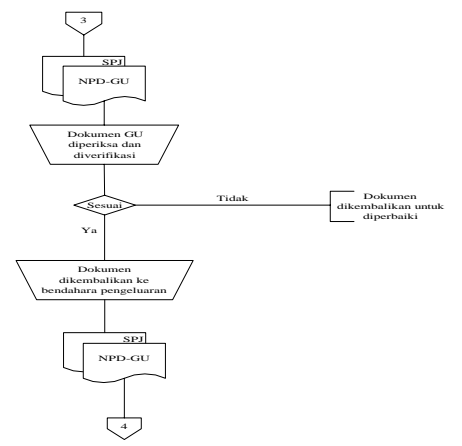 3
SPJ
NPD-GU
Dokumen GU
diperiksa dan
diverifikasi
Sesuai
Tidak
Dokumen
dikembalikan untuk
diperbaiki
Ya
Dokumen
dikembalikan ke
bendahara pengeluaran
SPJ
NPD-GU
4